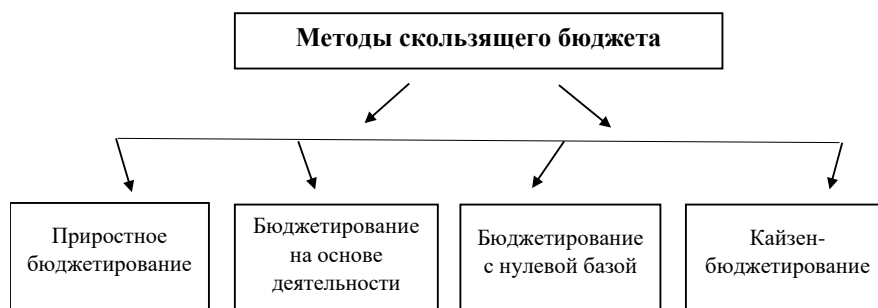 Методы скользящего бюджета
Приростное
бюджетирование
Бюджетирование
на основе
деятельности
Бюджетирование
с нулевой базой
Кайзен-
бюджетирование